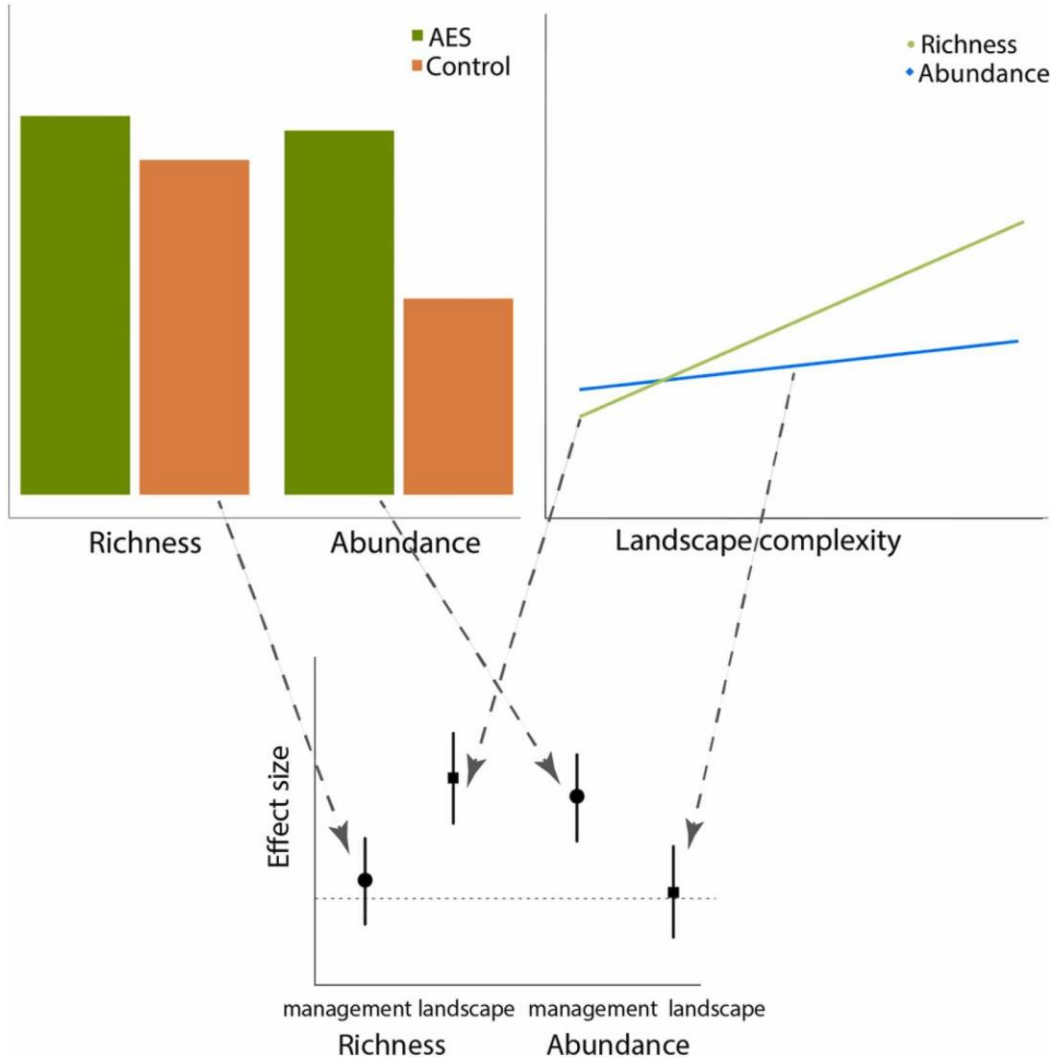 AES
Control
Richness
Abundance
Richness Abundance
Landscape complexity
Effect size
management landscape management landscape
Richness Abundance